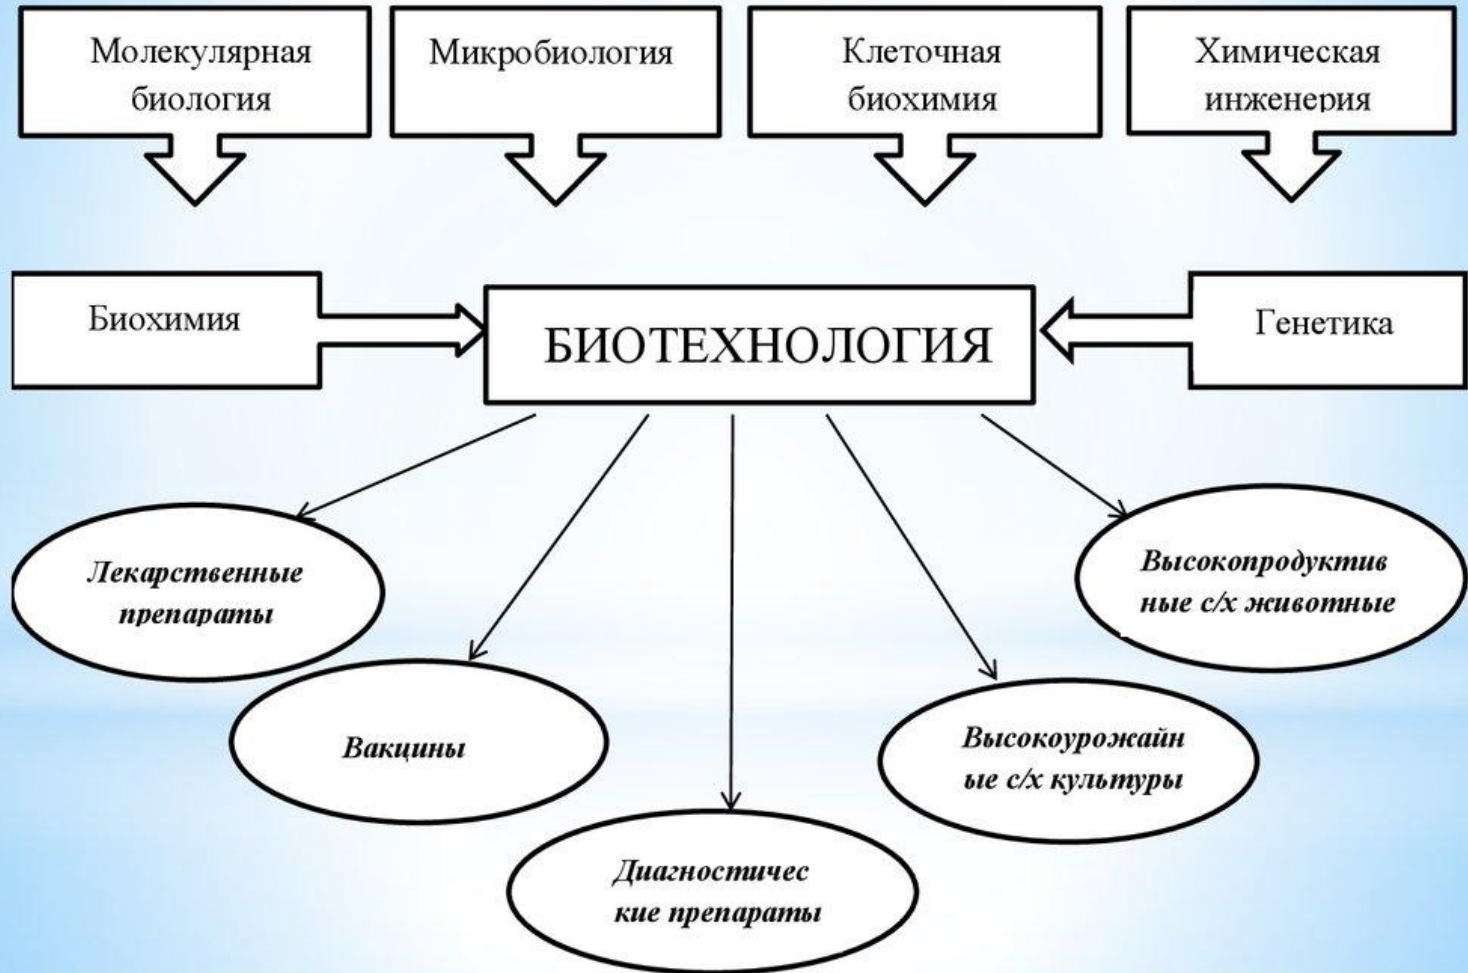 Молекулярная
биология
Микробиология
Клеточная
биохимия
Химическая
инженерия
Биохимия
БИОТЕХНОЛОГИЯ
Генетика
Лекарственные
препараты
Вакцины
Диагностичес
кие препараты
Высокоурожайн
ые с/х культуры
Высокопродуктив
ные с/х животные